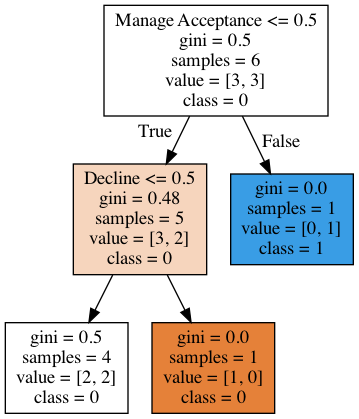 Manage Acceptance <= 0.5
gini = 0.5
samples = 6
value = [3, 3]
class = 0
True
False
Decline <= 0.5
gini = 0.48
samples = 5
value = [3, 2]
class = 0
gini = 0.0
samples = 1
value = [0, 1]
class = 1
gini = 0.5
samples = 4
value = [2, 2]
class = 0
gini = 0.0
samples = 1
value = [1, 0]
class = 0